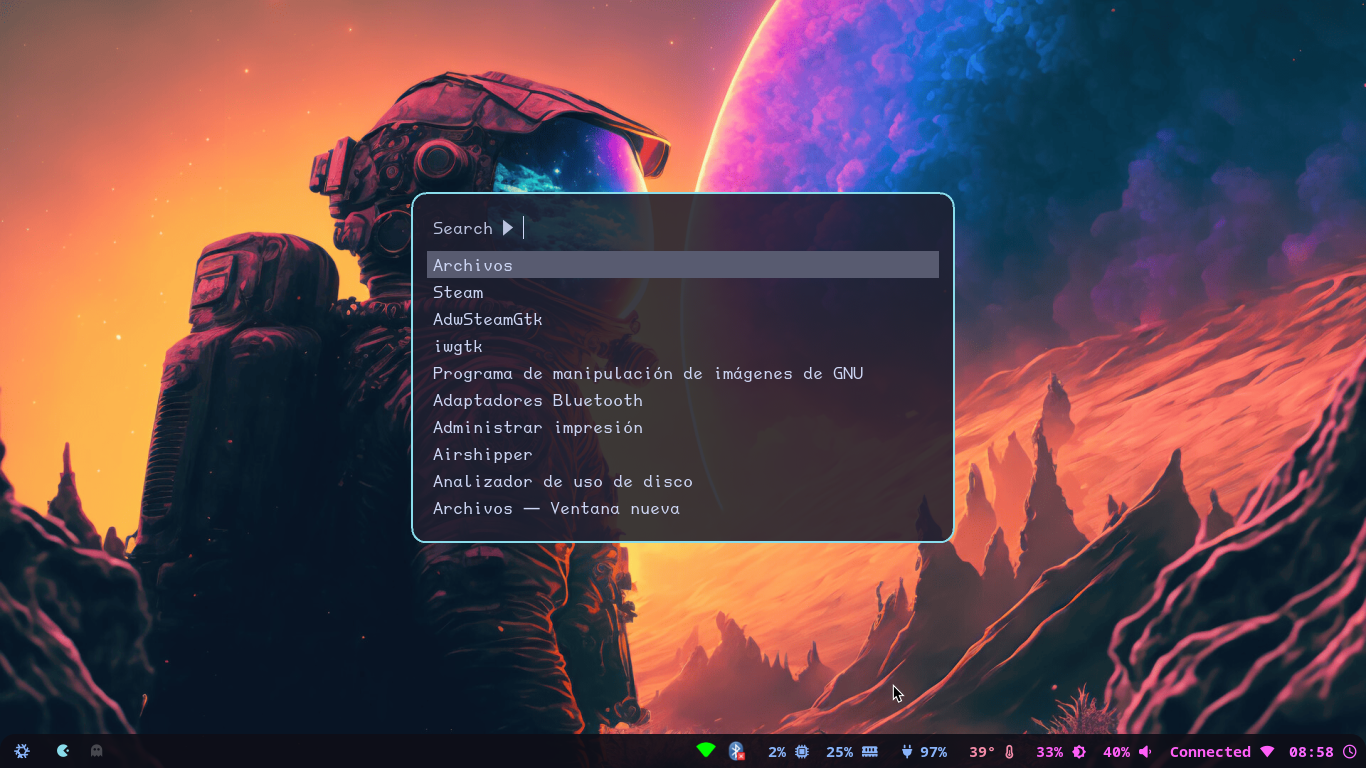 Search
Archivos
Steam
AdwSteamGtk
iwgtk
Programa de manipulación de imágenes de GNU
Adaptadores Bluetooth
Administrar impresión
Airshipper
Analizador de uso de disco
Archivos — Ventana nueva
2% 25% 97% 39° 33% 40% Connected 08:58